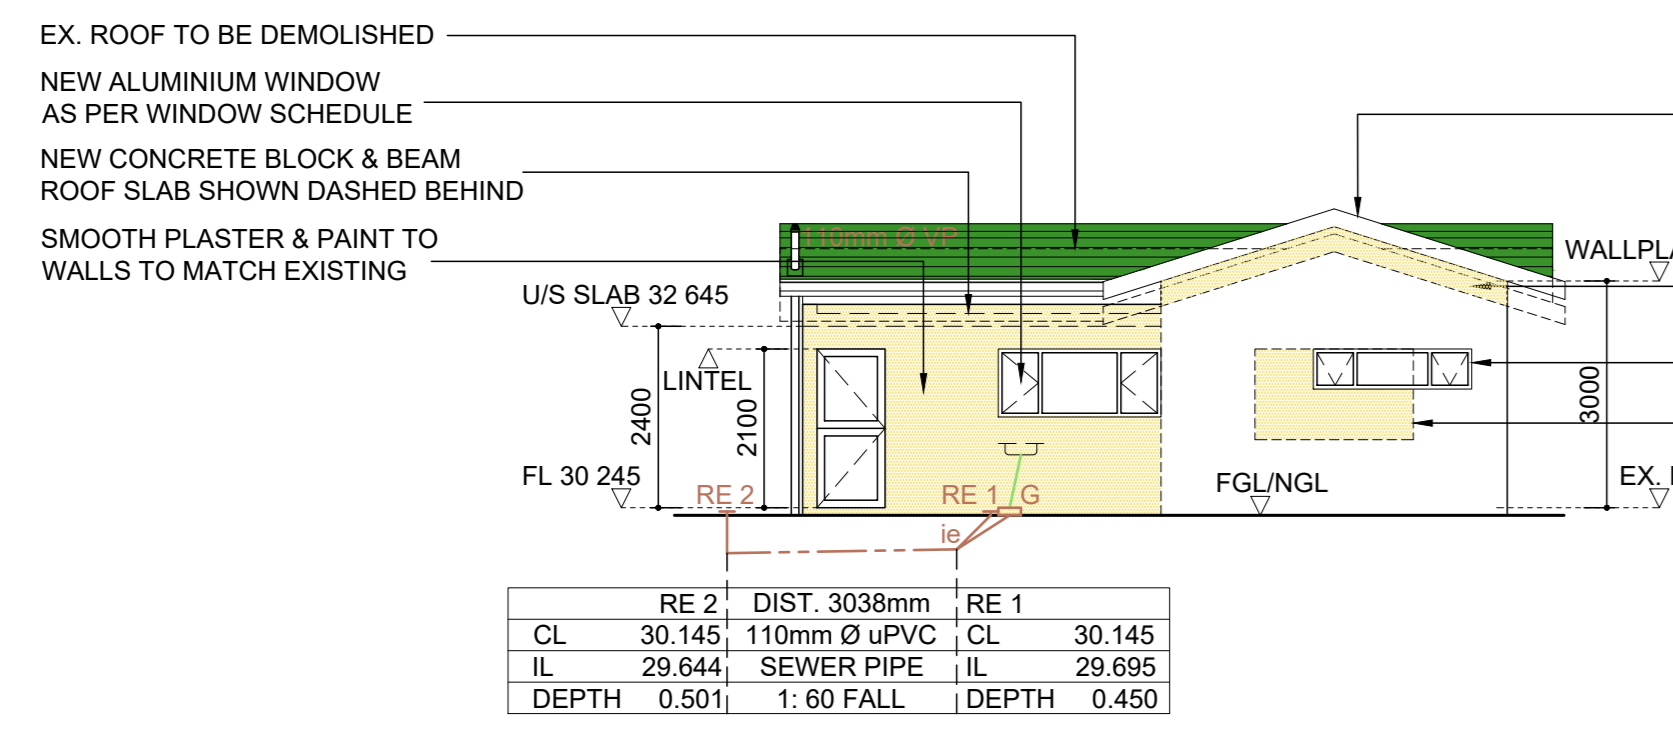 EX. ROOF TO BE DEMOLISHED
NEW ALUMINIUM WINDOW
AS PER WINDOW SCHEDULE
NEW CONCRETE BLOCK & BEAM
ROOF SLAB SHOWN DASHED BEHIND
SMOOTH PLASTER & PAINT TO
WALLS TO MATCH EXISTING
110mm Ø VP
WALLPLA
U/S SLAB 32 645
LINTEL
2400
2100
3000
FL 30 245
RE 2
RE 1 G
FGL/NGL
EX.
ie
RE 2 DIST. 3038mm RE 1
CL 30.145 110mm Ø uPVC CL 30.145
IL 29.644 SEWER PIPE IL 29.695
DEPTH 0.501 1: 60 FALL DEPTH 0.450